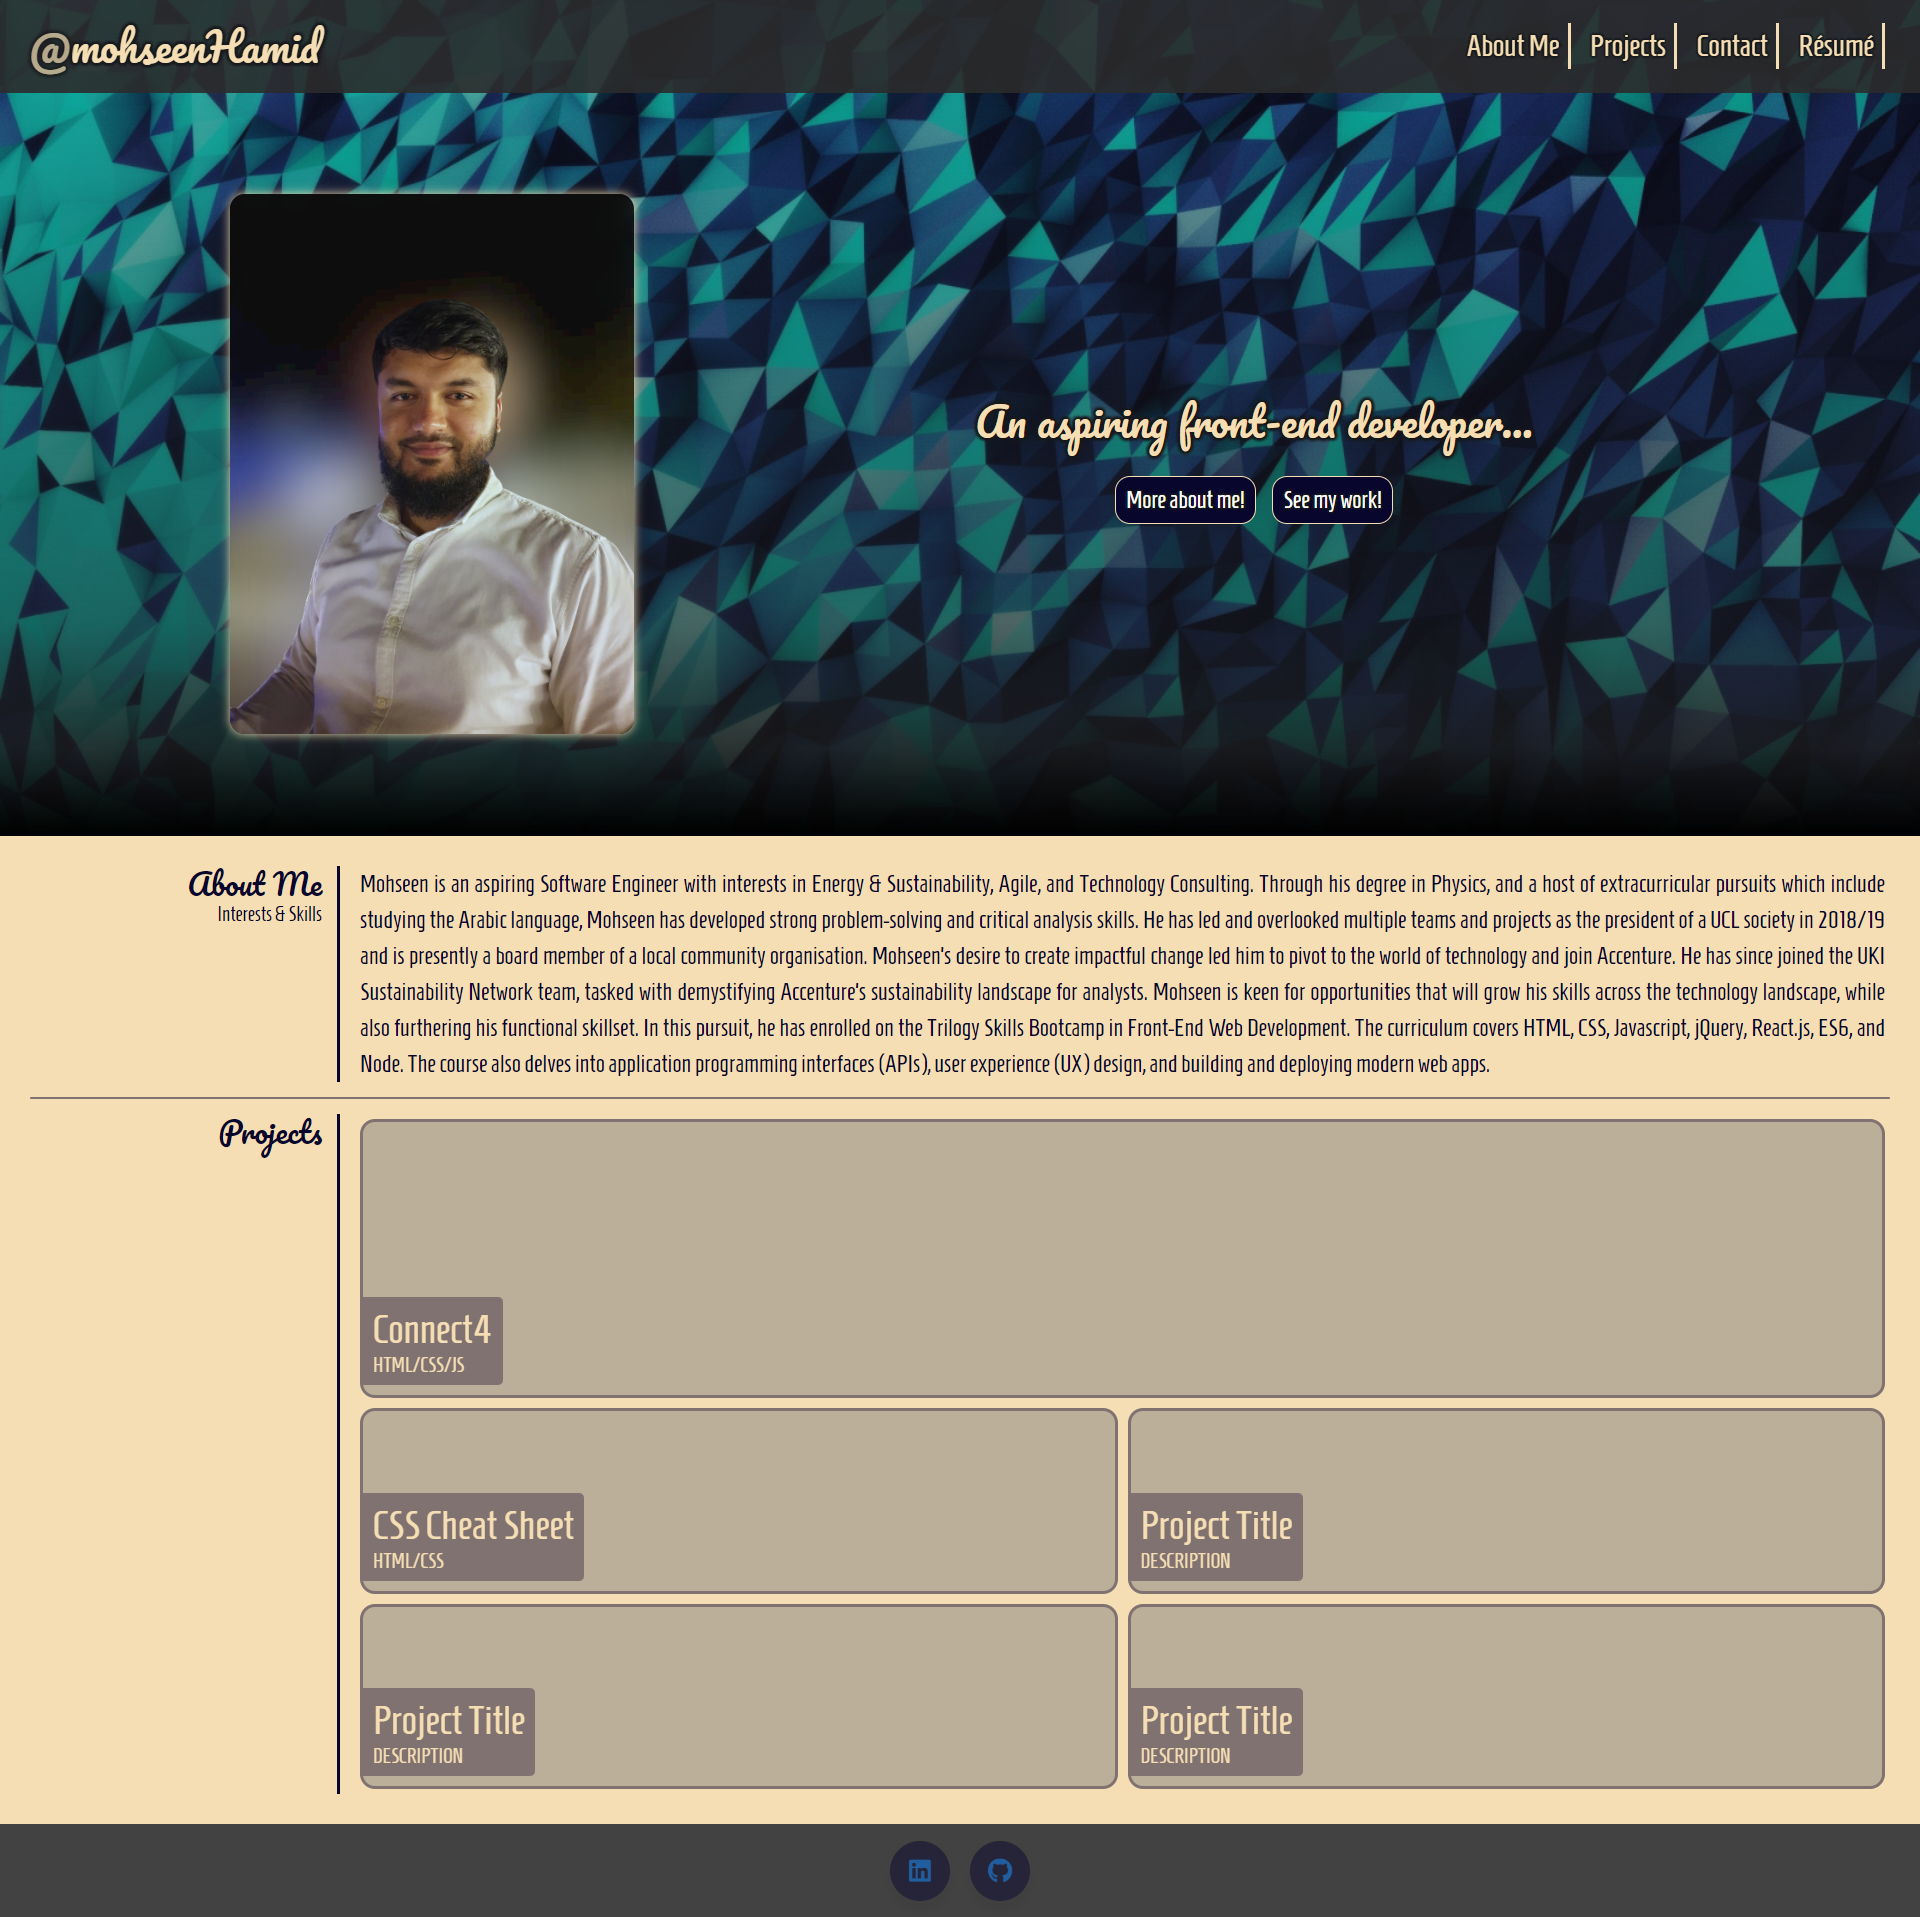 @mohseenHamid
About Me
Projects
Contact
Résumé
An aspiring front-end developer...
More about me!
See my work!
About Me
Interests & Skills
Mohseen is an aspiring Software Engineer with interests in Energy & Sustainability, Agile, and Technology Consulting. Through his degree in Physics, and a host of extracurricular pursuits which include
studying the Arabic language, Mohseen has developed strong problem-solving and critical analysis skills. He has led and overlooked multiple teams and projects as the president of a UCL society in 2018/19
and is presently a board member of a local community organisation. Mohseen's desire to create impactful change led him to pivot to the world of technology and join Accenture. He has since joined the UKI
Sustainability Network team, tasked with demystifying Accenture's sustainability landscape for analysts. Mohseen is keen for opportunities that will grow his skills across the technology landscape, while
also furthering his functional skillset. In this pursuit, he has enrolled on the Trilogy Skills Bootcamp in Front-End Web Development. The curriculum covers HTML, CSS, Javascript, jQuery, React.js, ES6, and
Node. The course also delves into application programming interfaces (APIs), user experience (UX) design, and building and deploying modern web apps.
Projects
Connect4
HTML/CSS/JS
CSS Cheat Sheet
HTML/CSS
Project Title
DESCRIPTION
Project Title
DESCRIPTION
Project Title
DESCRIPTION
in